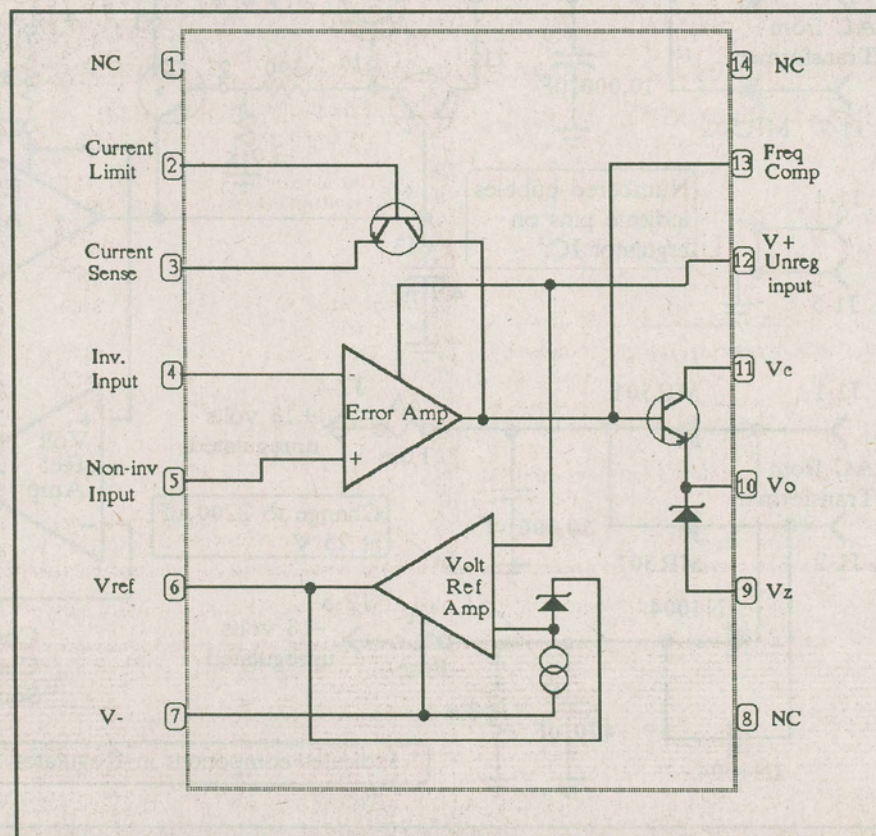 NC
1
14
NC
Current
Limit
2
13
Freq
Comp
Current
Sense
3
12
V+
Unreg
input
Inv.
Input
4
11
Vc
-
Error Amp
+
Non-inv
Input
5
10
Vo
Vref
6
Volt
Ref
Amp
9
Vz
V-
7
8
NC